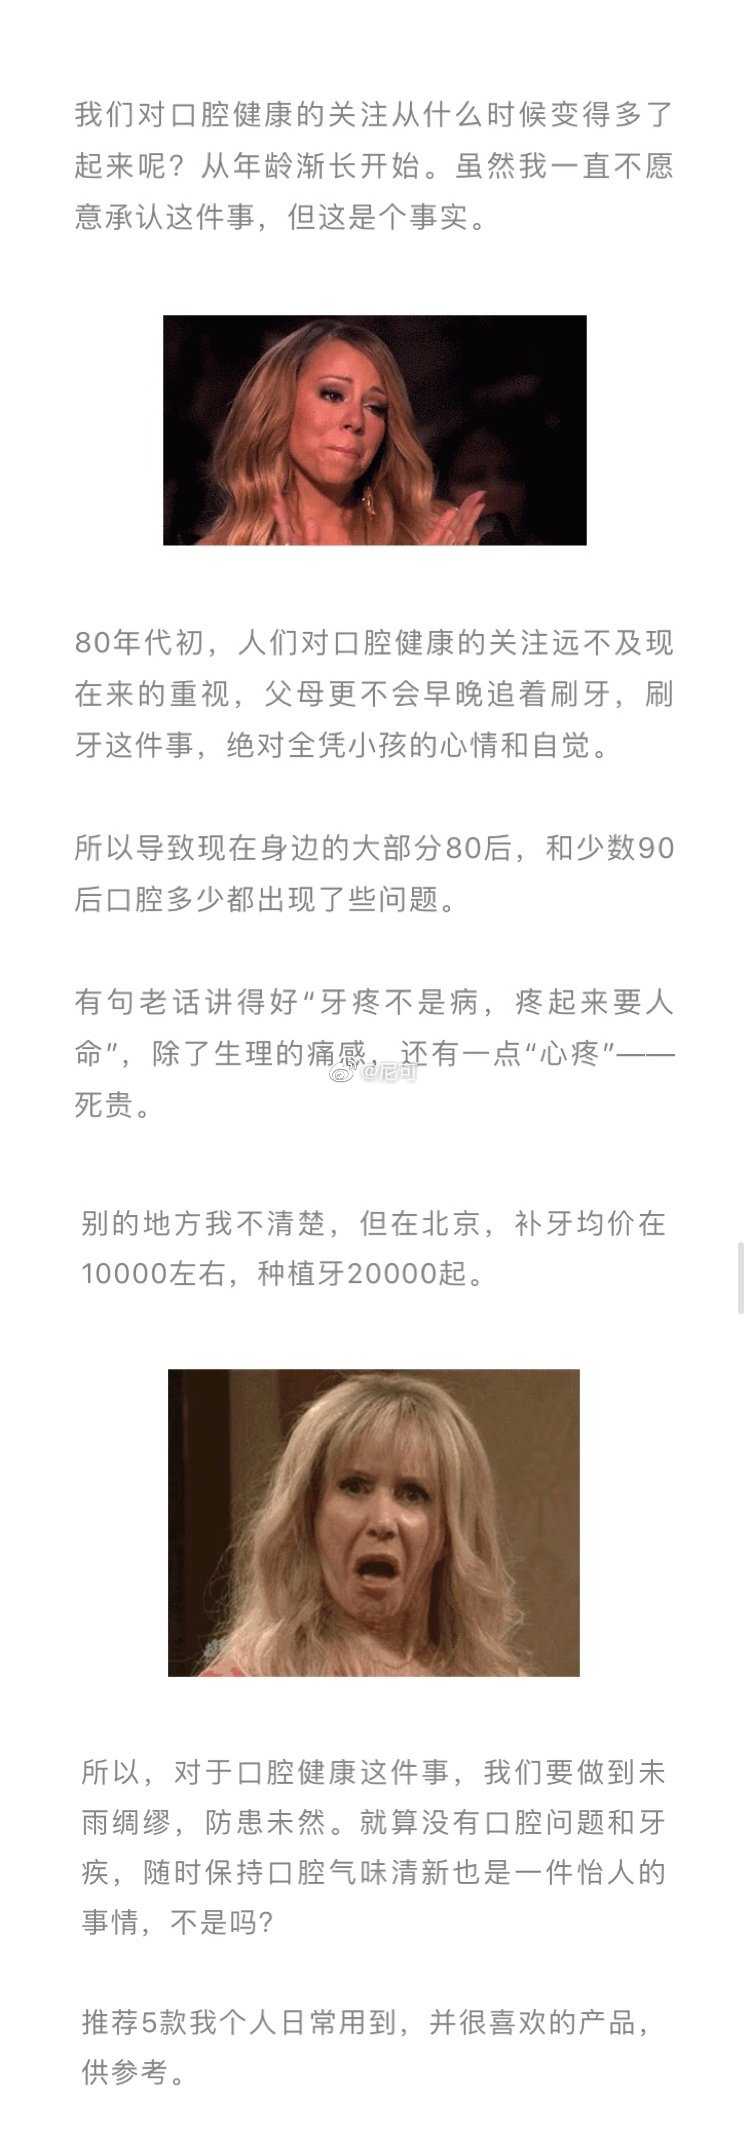 我们对口腔健康的关注从什么时候变得多了
起来呢？从年龄渐长开始。虽然我一直不愿
意承认这件事，但这是个事实。
80年代初，人们对口腔健康的关注远不及现
在来的重视，父母更不会早晚追着刷牙，刷
牙这件事，绝对全凭小孩的心情和自觉。
所以导致现在身边的大部分80后，和少数90
后口腔多少都出现了些问题。
有句老话讲得好“牙疼不是病，疼起来要人
命”，除了生理的痛感，还有一点“心疼”——
@尼可
死贵。
别的地方我不清楚，但在北京，补牙均价在
10000左右，种植牙20000起。
所以，对于口腔健康这件事，我们要做到未
雨绸缪，防患未然。就算没有口腔问题和牙
疾，随时保持口腔气味清新也是一件怡人的
事情，不是吗？
推荐5款我个人日常用到，并很喜欢的产品，
供参考。